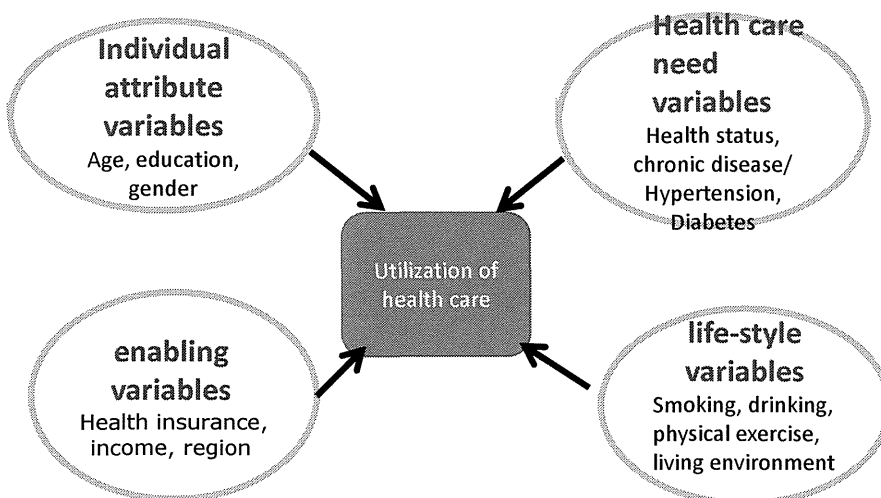 Individual
attribute
variables
Age, education,
gender
Health care
need
variables
Health status,
chronic disease/
Hypertension,
Diabetes
Utilization of
health care
enabling
variables
Health insurance,
income, region
life-style
variables
Smoking, drinking,
physical exercise,
living environment